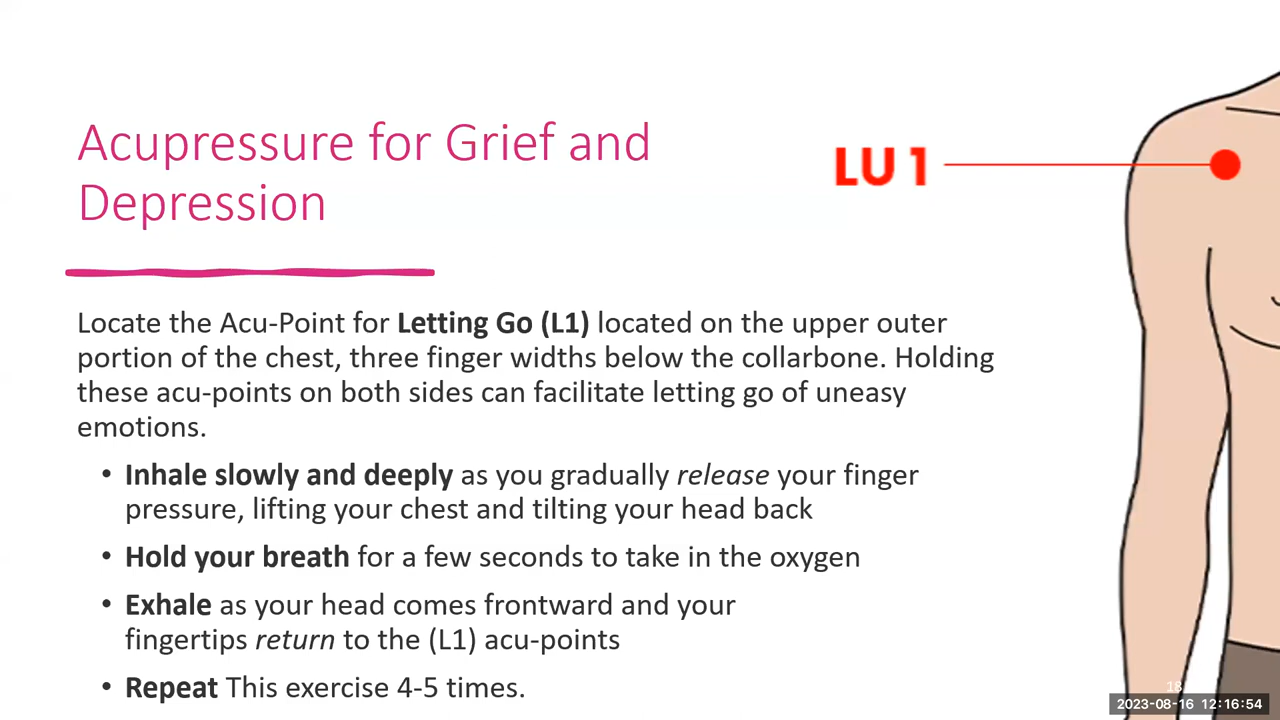 Acupressure for Grief and
Depression
LU 1
Locate the Acu-Point for Letting Go (L1) located on the upper outer
portion of the chest, three finger widths below the collarbone. Holding
these acu-points on both sides can facilitate letting go of uneasy
emotions.
• Inhale slowly and deeply as you gradually release your finger
pressure, lifting your chest and tilting your head back
• Hold your breath for a few seconds to take in the oxygen
• Exhale as your head comes frontward and your
fingertips return to the (L1) acu-points
• Repeat This exercise 4-5 times.
18
2023-08-16 12:16:54